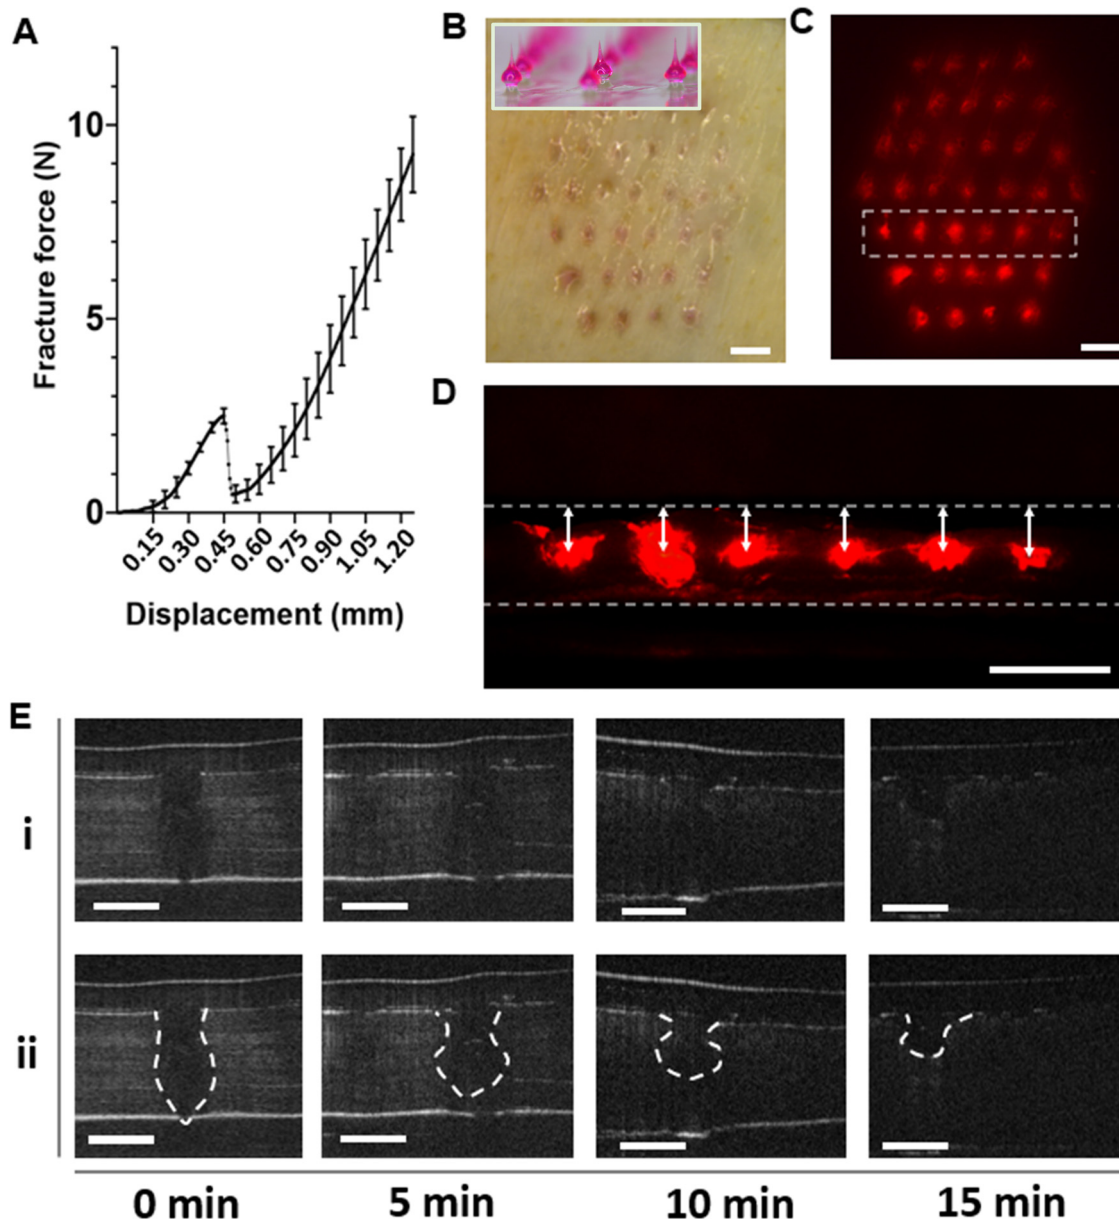 A
Fracture force (N)
10
5
0
0.15
0.30
0.45
0.60
0.75
0.90
1.05
1.20
Displacement (mm)
B
C
D
E
i
ii
0 min
5 min
10 min
15 min